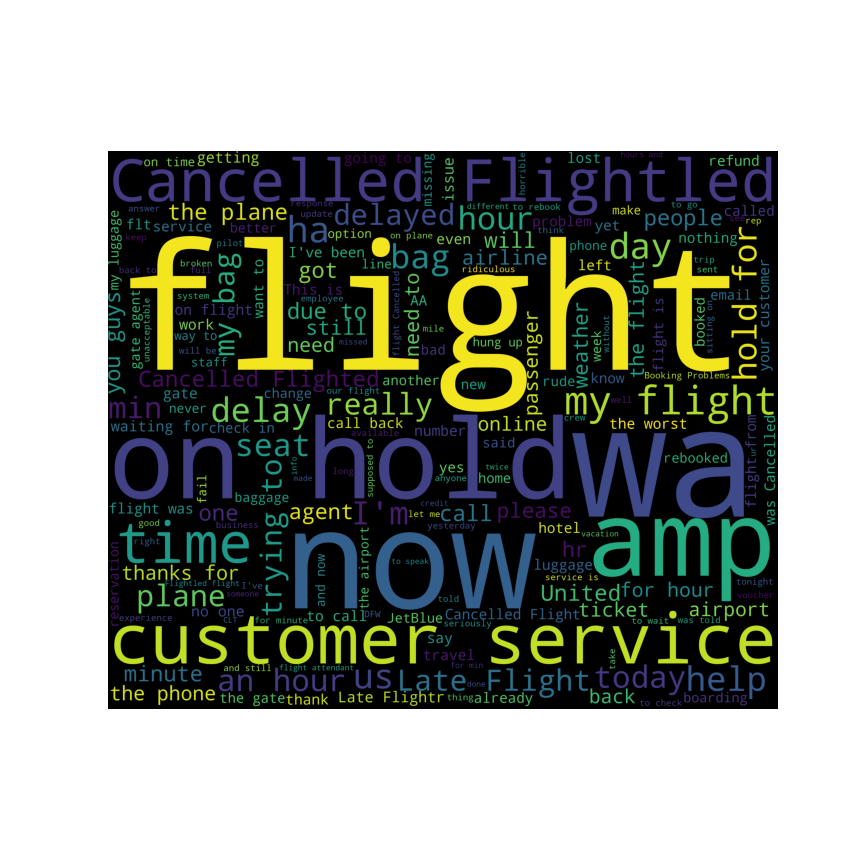 on time getting going to missing issue horrible lost hours and refund
Cancelled Flightled
the plane delayed hour different to rebook make people to go called rep
answer response update
flt service better ha option on plane even will problem think yet phone nothing see
keep pilot I've been line bag airline day
my luggage back to broken full my bag want to got ridiculous left trip sent email hold for
flight
you guys gate agent unacceptable system on flight This is employee due to still need to AA mile hung up passenger weather week without the flight flight is booked sitting on your customer
work way to will be staff missed need flight Cancelled bad
Cancelled Flighted another new rude know Booking Problems
min gate change our flight well
never delay really my flight
waiting for check in call back available number online crew the worst
on hold wa
seat said rebooked from flight ur was Cancelled
fail baggage trying to info made long supposed to yes anyone twice home
flight was one agent I'm let me credit call please
good business yesterday hotel vacation
time right now amp
and now the airport to speak hr
thanks for Flightled flight I've luggage tonight
reservation plane someone told service is United for hour voucher
no one to call DFW JetBlue Cancelled Flight ticket airport
experience CLT for minute seriously to wait was told
customer service
say travel take
minute and still flight attendant for min
an hour us Late Flight today help
done
the phone the gate thank Late Flightr thing already back to check boarding